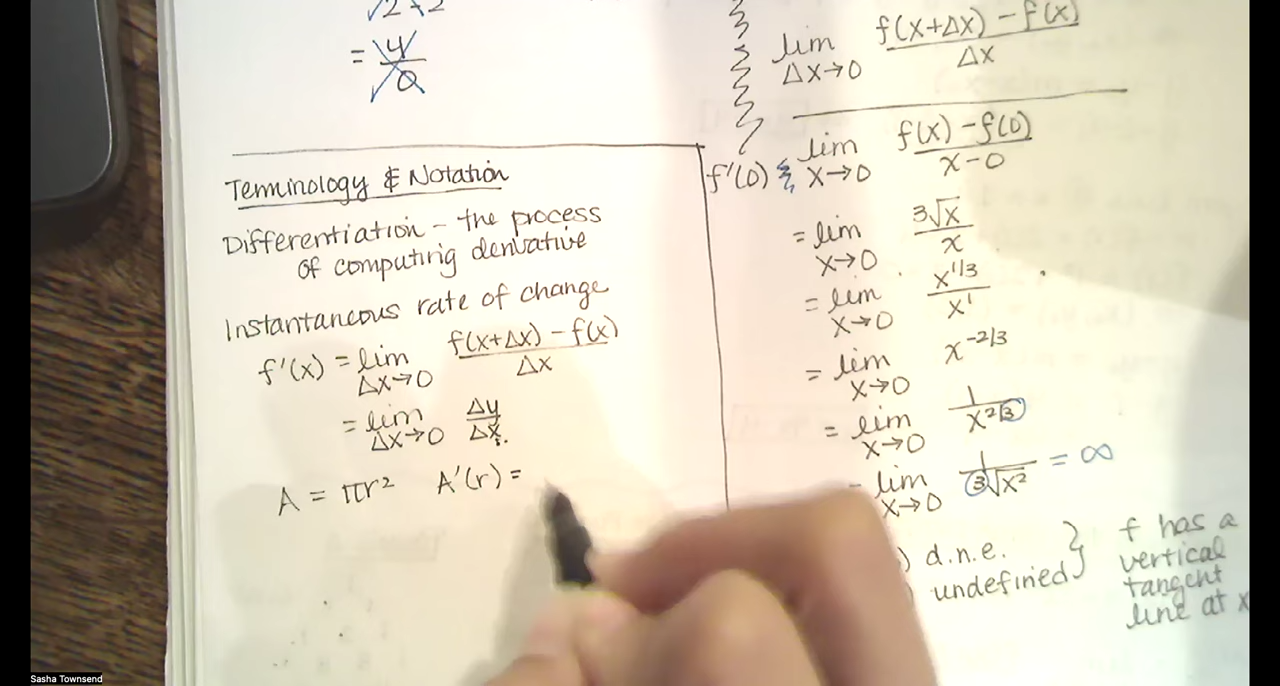 √2 - 2
= 4/0
Terminology & Notation
Differentiation - the process
of computing derivative
Instantaneous rate of change
f'(x) = lim Δx→0 (f(x+Δx) - f(x))/Δx
= lim Δx→0 Δy/Δx.
A = πr² A'(r) =
lim Δx→0 (f(x+Δx) - f(x))/Δx
f'(0) = lim x→0 (f(x) - f(0))/(x-0)
= lim x→0 ³√x/x
= lim x→0 x^1/3/x^1
= lim x→0 x^-2/3
= lim x→0 1/x^2/3
= lim x→0 1/³√x² = ∞
) d.n.e.
undefined
f has a
vertical
tangent
line at x
Sasha Townsend